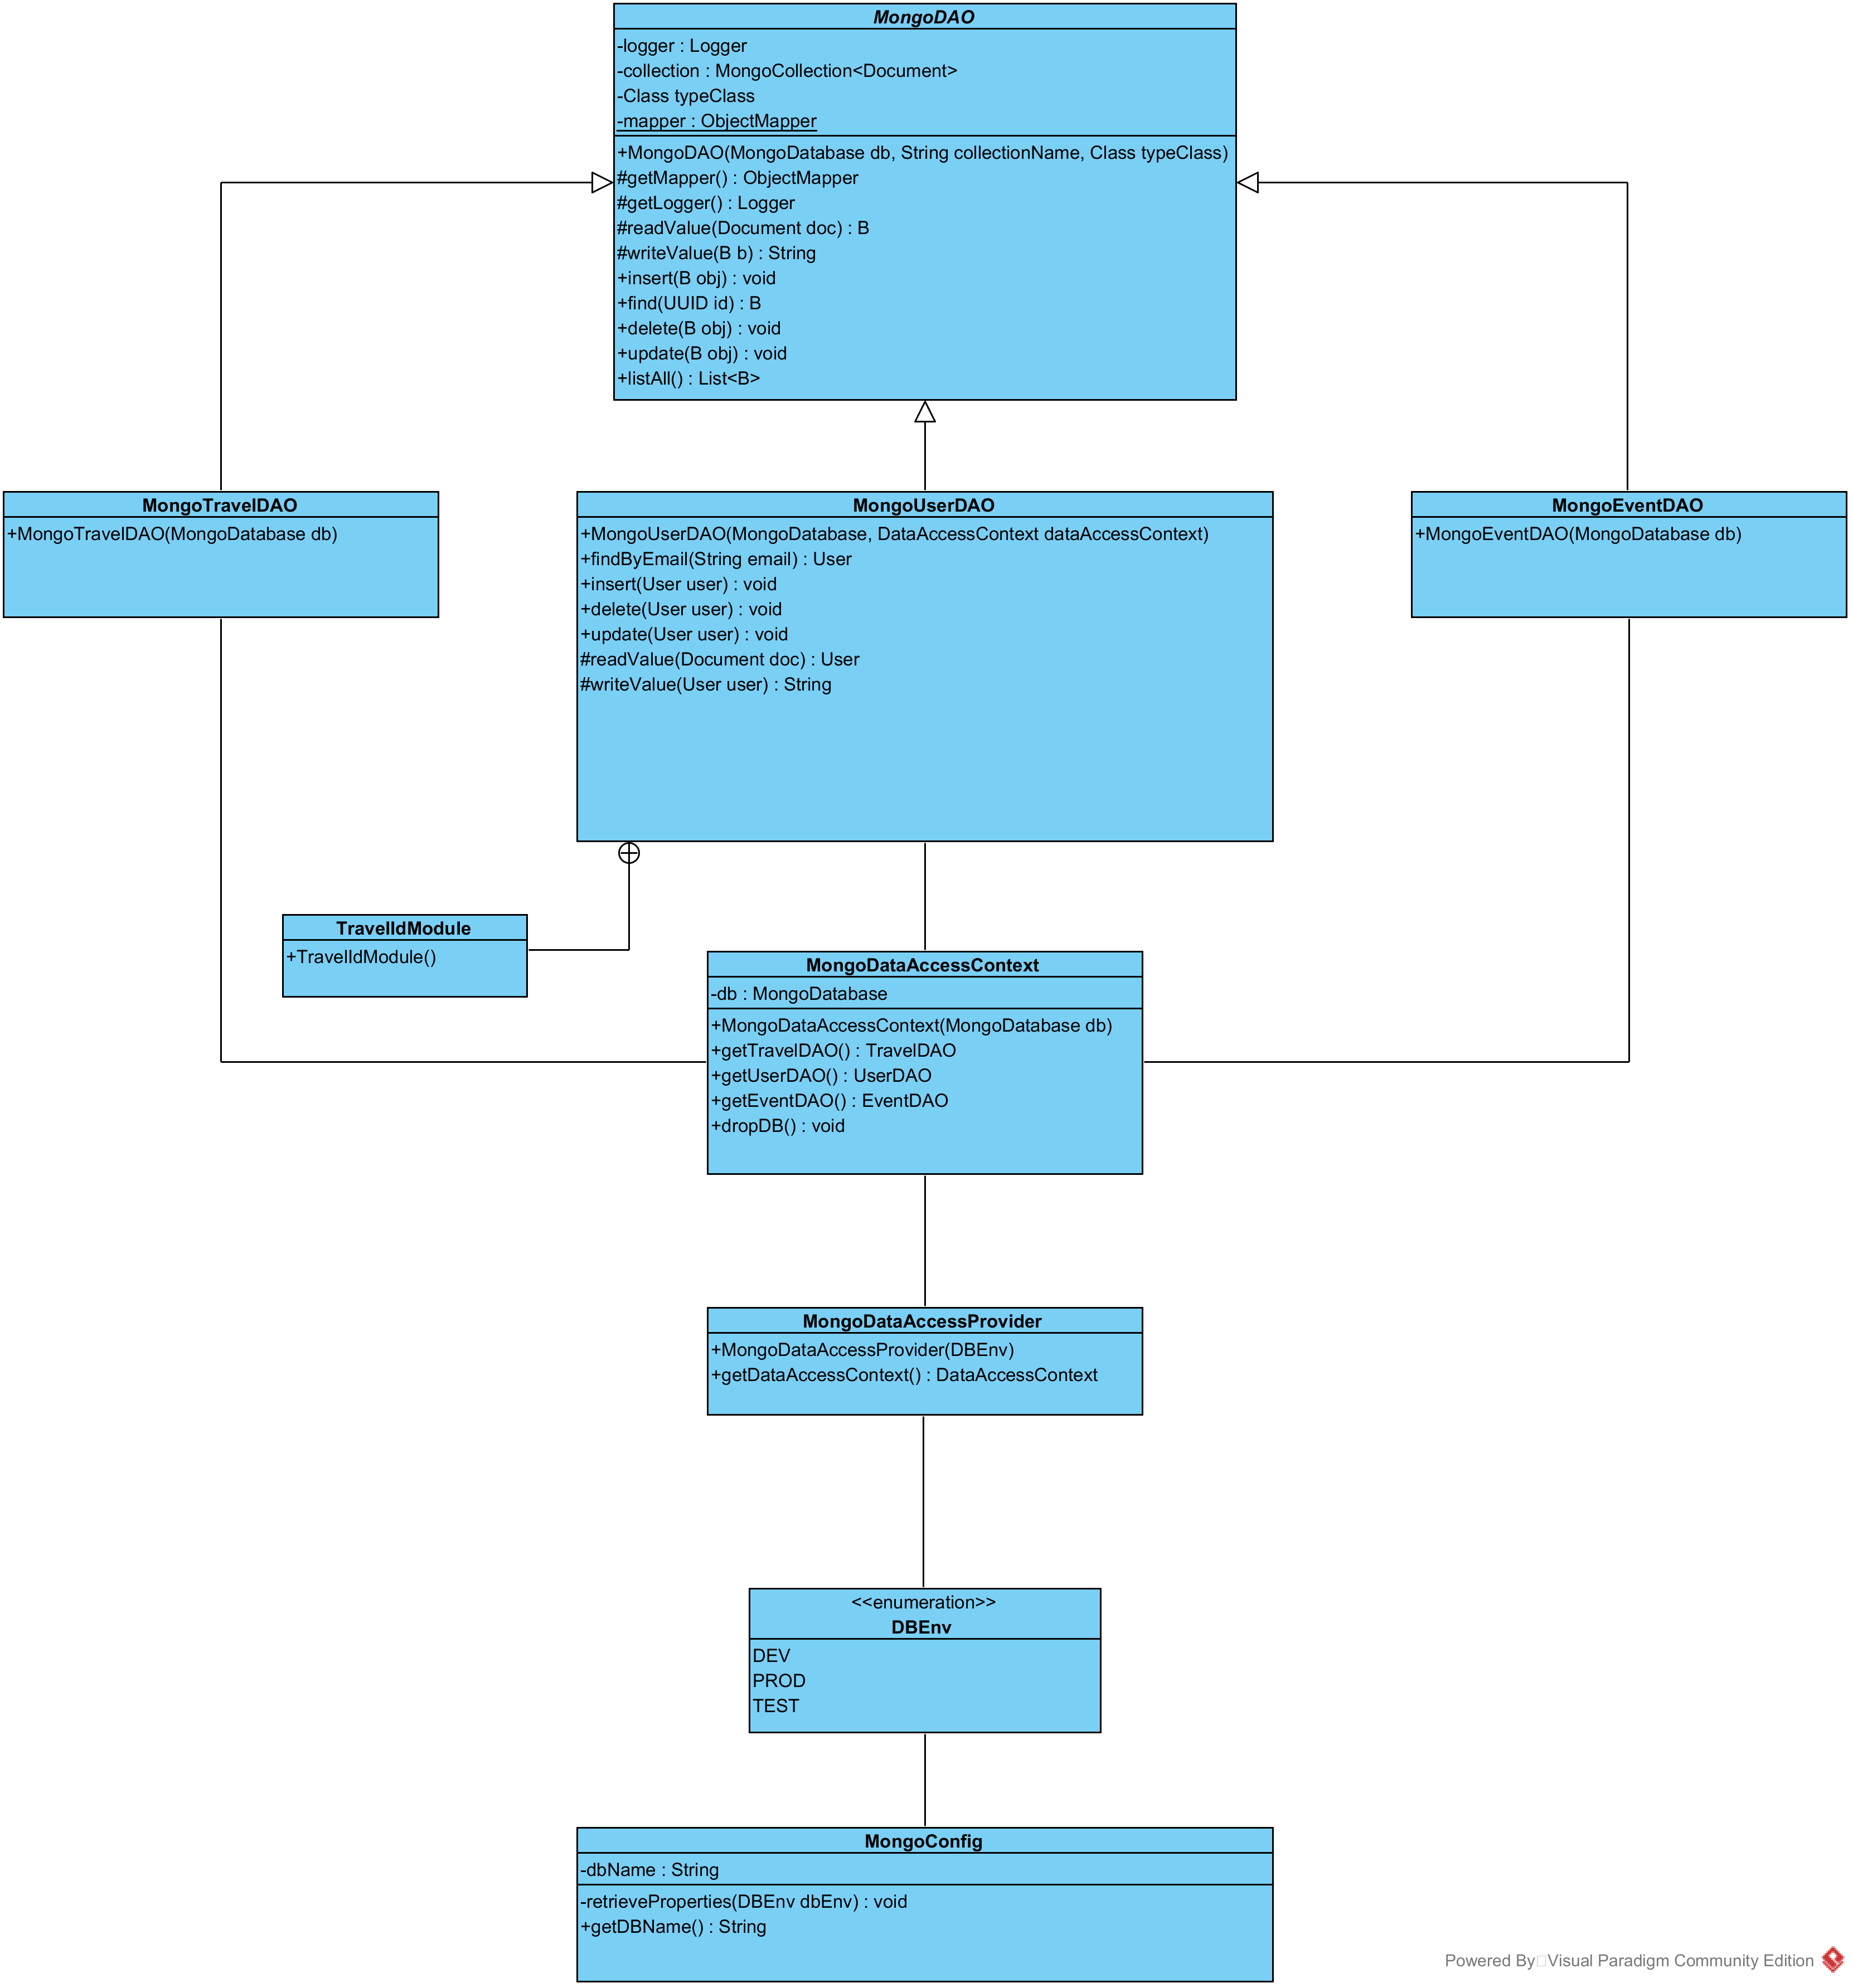 MongoDAO
-logger : Logger
-collection : MongoCollection<Document>
-Class typeClass
-mapper : ObjectMapper
+MongoDAO(MongoDatabase db, String collectionName, Class typeClass)
#getMapper() : ObjectMapper
#getLogger() : Logger
#readValue(Document doc) : B
#writeValue(B b) : String
+insert(B obj) : void
+find(UUID id) : B
+delete(B obj) : void
+update(B obj) : void
+listAll() : List<B>
MongoTravelDAO
+MongoTravelDAO(MongoDatabase db)
MongoUserDAO
+MongoUserDAO(MongoDatabase, DataAccessContext dataAccessContext)
+findByEmail(String email) : User
+insert(User user) : void
+delete(User user) : void
+update(User user) : void
#readValue(Document doc) : User
#writeValue(User user) : String
MongoEventDAO
+MongoEventDAO(MongoDatabase db)
TravelIdModule
+TravelIdModule()
MongoDataAccessContext
-db : MongoDatabase
+MongoDataAccessContext(MongoDatabase db)
+getTravelDAO() : TravelDAO
+getUserDAO() : UserDAO
+getEventDAO() : EventDAO
+dropDB() : void
MongoDataAccessProvider
+MongoDataAccessProvider(DBEnv)
+getDataAccessContext() : DataAccessContext
<<enumeration>>
DBEnv
DEV
PROD
TEST
MongoConfig
-dbName : String
-retrieveProperties(DBEnv dbEnv) : void
+getDBName() : String
Powered By Visual Paradigm Community Edition